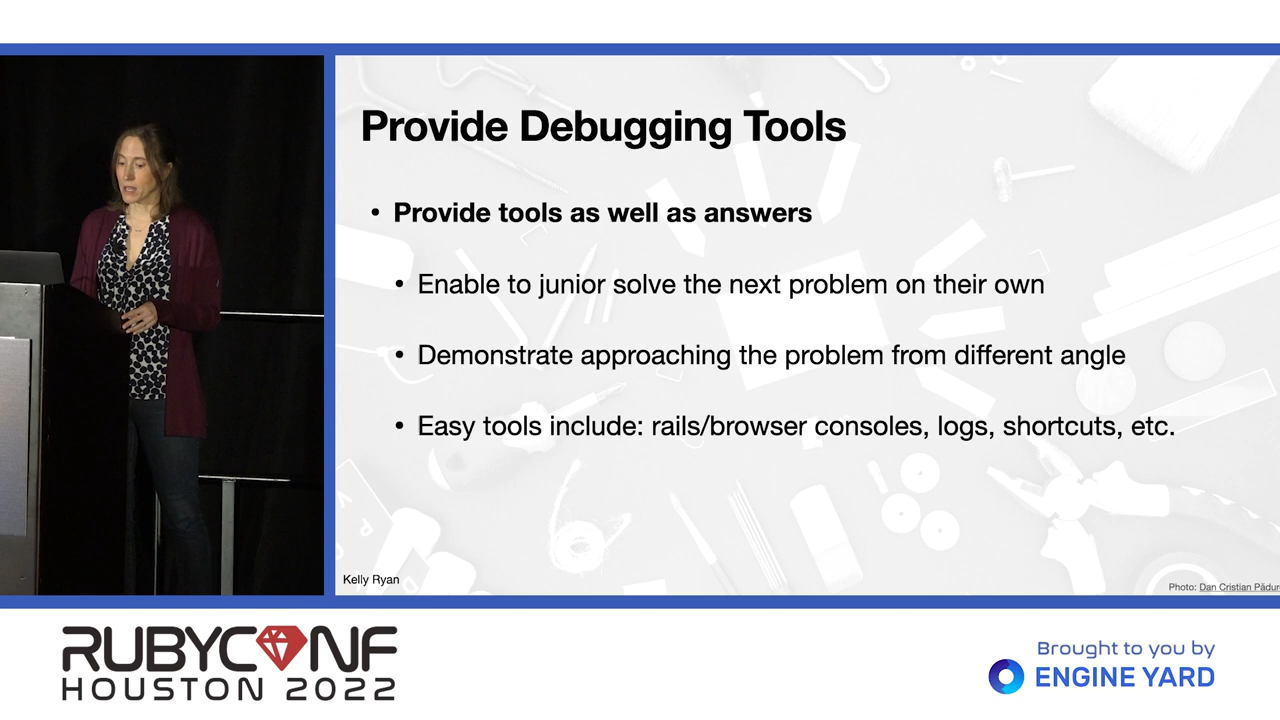 Provide Debugging Tools
• Provide tools as well as answers
• Enable to junior solve the next problem on their own
• Demonstrate approaching the problem from different angle
• Easy tools include: rails/browser consoles, logs, shortcuts, etc.
Kelly Ryan
Photo: Dan Cristian
RUBYCONF
HOUSTON 2022
Brought to you by
ENGINE YARD